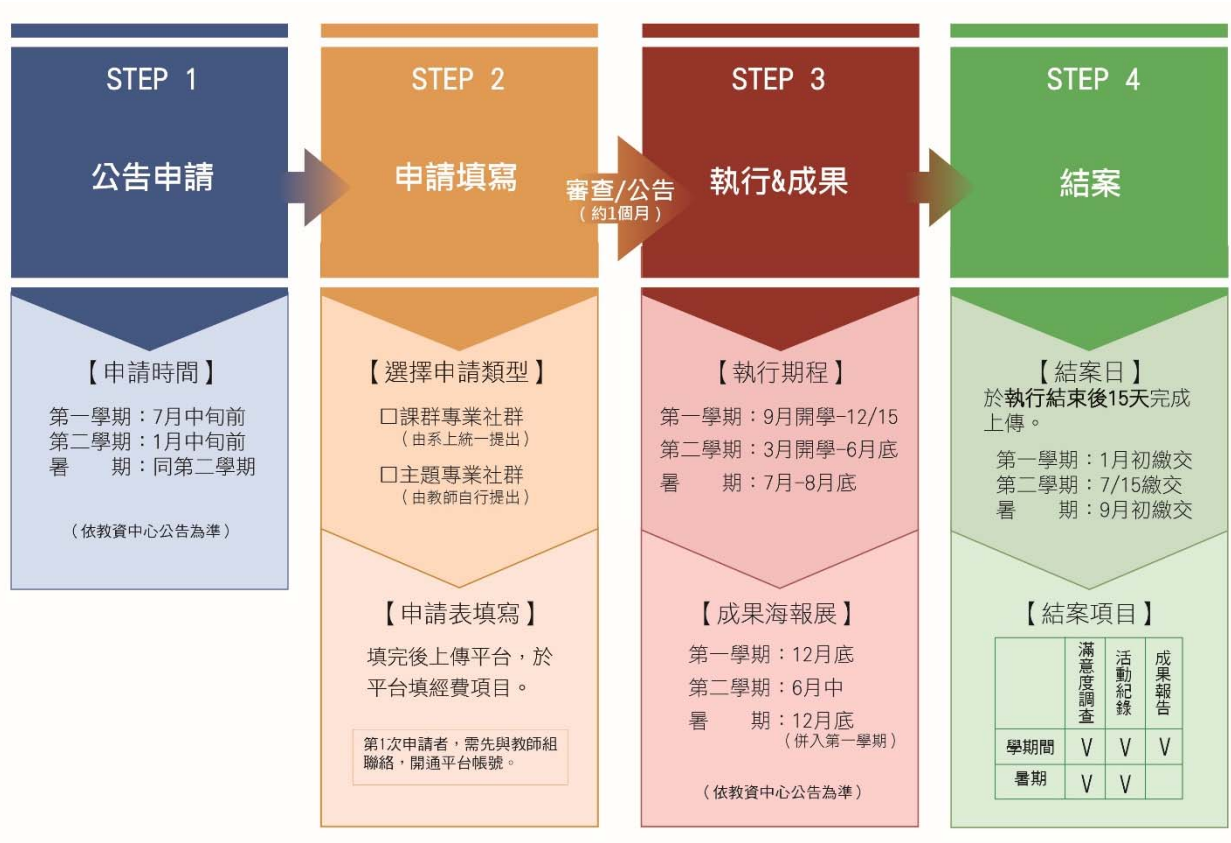 STEP 1
公告申請
【申請時間】
第一學期：7月中旬前
第二學期：1月中旬前
暑　　期：同第二學期
（依教資中心公告為準）
STEP 2
申請填寫
【選擇申請類型】
□課群專業社群
（由系上統一提出）
□主題專業社群
（由教師自行提出）
【申請表填寫】
填完後上傳平台，於
平台填經費項目。
第1次申請者，需先與教師組
聯絡，開通平台帳號。
審查/公告
（約1個月）
STEP 3
執行&成果
【執行期程】
第一學期：9月開學-12/15
第二學期：3月開學-6月底
暑　　期：7月-8月底
【成果海報展】
第一學期：12月底
第二學期：6月中
暑　　期：12月底
（併入第一學期）
（依教資中心公告為準）
STEP 4
結案
【結案日】
於執行結束後15天完成
上傳。
第一學期：1月初繳交
第二學期：7/15繳交
暑　　期：9月初繳交
【結案項目】
滿意度調查 活動紀錄 成果報告
學期間 V V V
暑期 V V